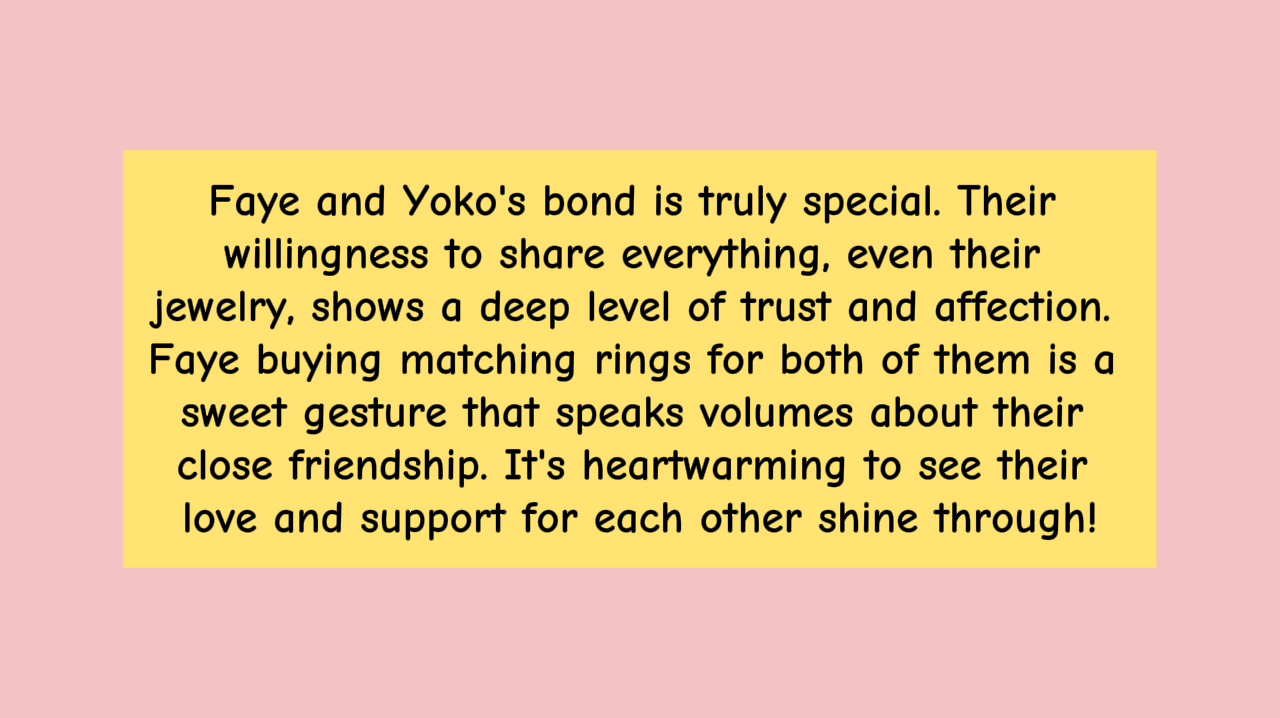 Faye and Yoko's bond is truly special. Their
willingness to share everything, even their
jewelry, shows a deep level of trust and affection.
Faye buying matching rings for both of them is a
sweet gesture that speaks volumes about their
close friendship. It's heartwarming to see their
love and support for each other shine through!